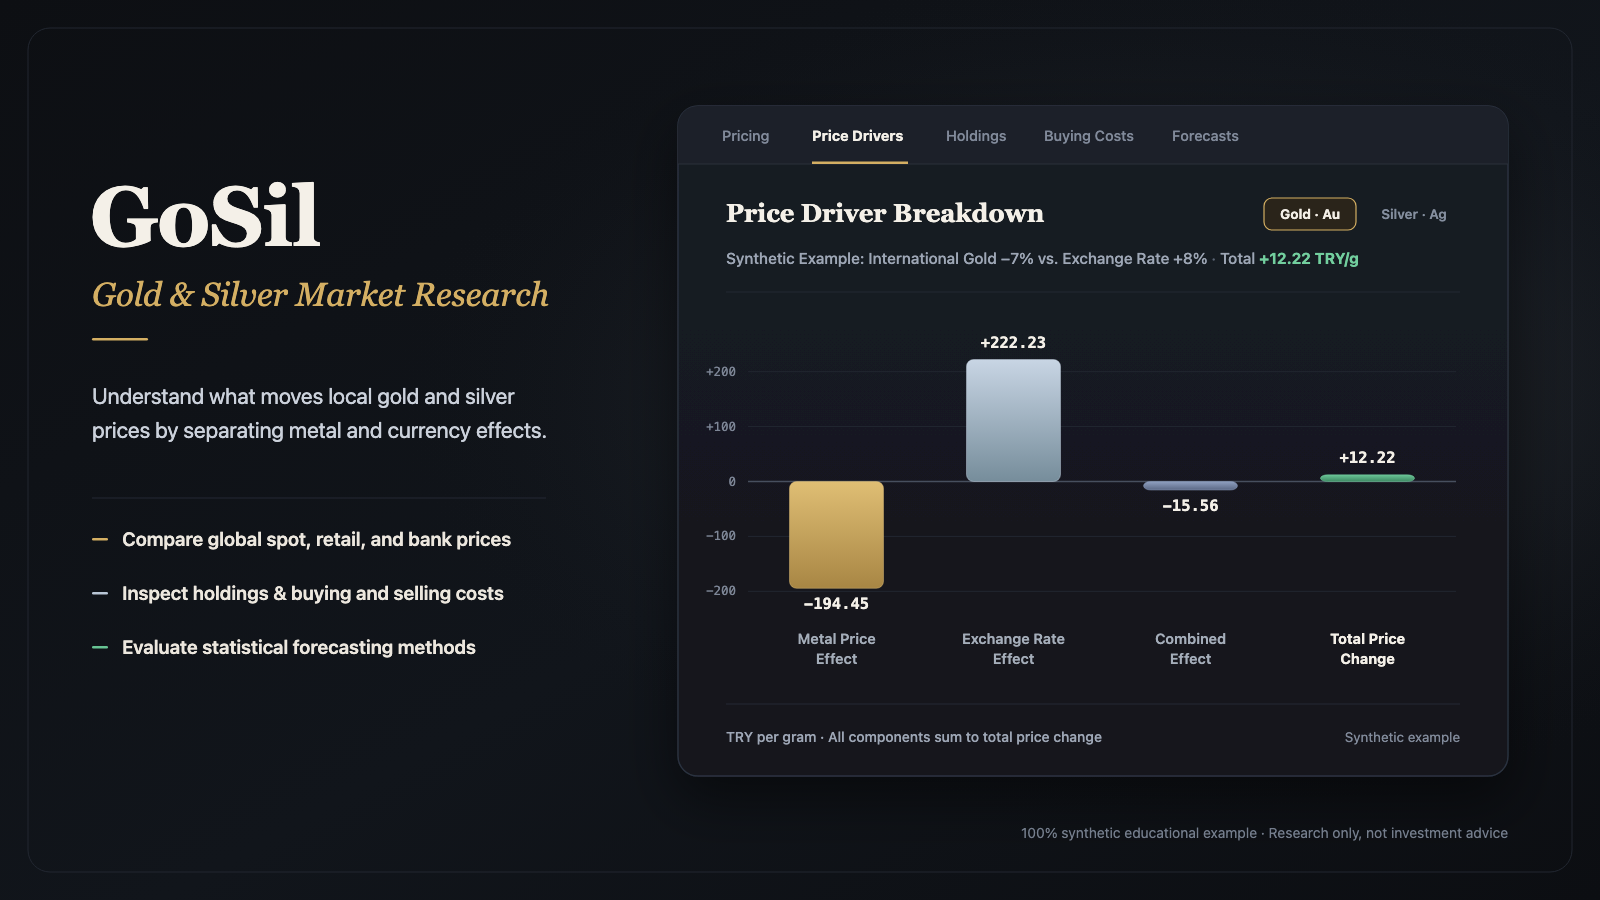 GoSil
Gold & Silver Market Research
Understand what moves local gold and silver
prices by separating metal and currency effects.
Compare global spot, retail, and bank prices
Inspect holdings & buying and selling costs
Evaluate statistical forecasting methods
Pricing
Price Drivers
Holdings
Buying Costs
Forecasts
Price Driver Breakdown
Gold · Au
Silver · Ag
Synthetic Example: International Gold −7% vs. Exchange Rate +8% · Total +12.22 TRY/g
+200
+100
0
−100
−200
−194.45
+222.23
−15.56
+12.22
Metal Price
Effect
Exchange Rate
Effect
Combined
Effect
Total Price
Change
TRY per gram · All components sum to total price change
Synthetic example
100% synthetic educational example · Research only, not investment advice